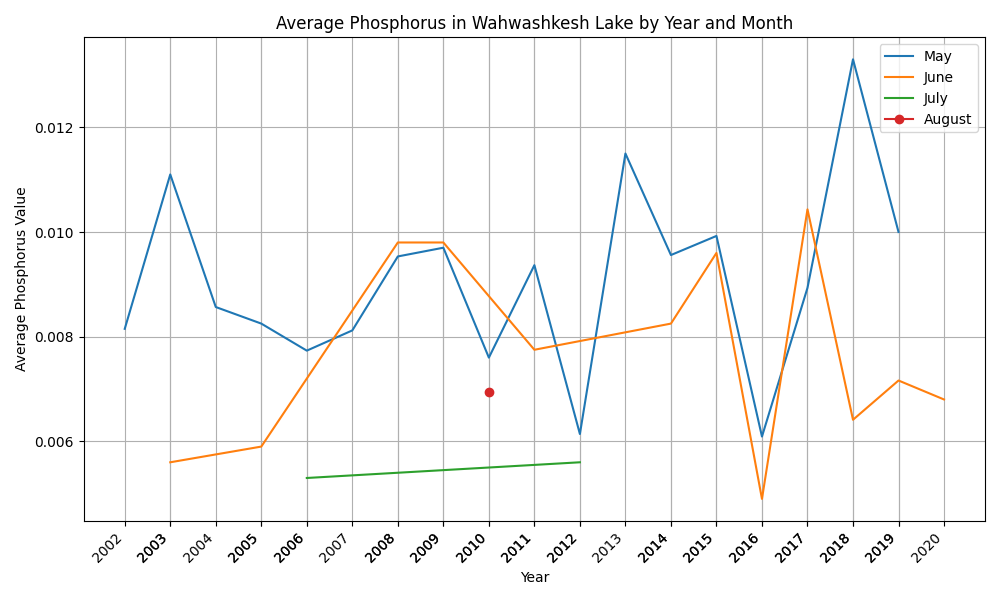 Average Phosphorus in Wahwashkesh Lake by Year and Month
May
June
July
August
0.012
0.010
0.008
0.006
Average Phosphorus Value
2002 2003 2004 2005 2006 2007 2008 2009 2010 2011 2012 2013 2014 2015 2016 2017 2018 2019 2020
Year